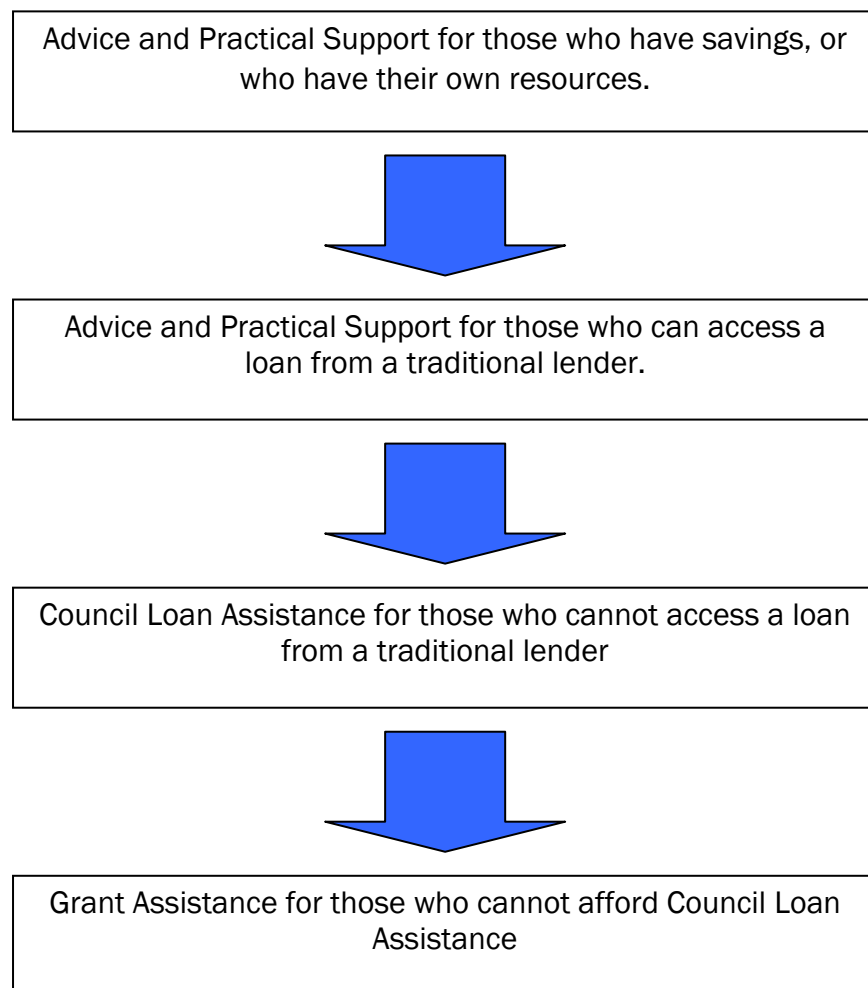 Advice and Practical Support for those who have savings, or
who have their own resources.
Advice and Practical Support for those who can access a
loan from a traditional lender.
Council Loan Assistance for those who cannot access a loan
from a traditional lender
Grant Assistance for those who cannot afford Council Loan
Assistance